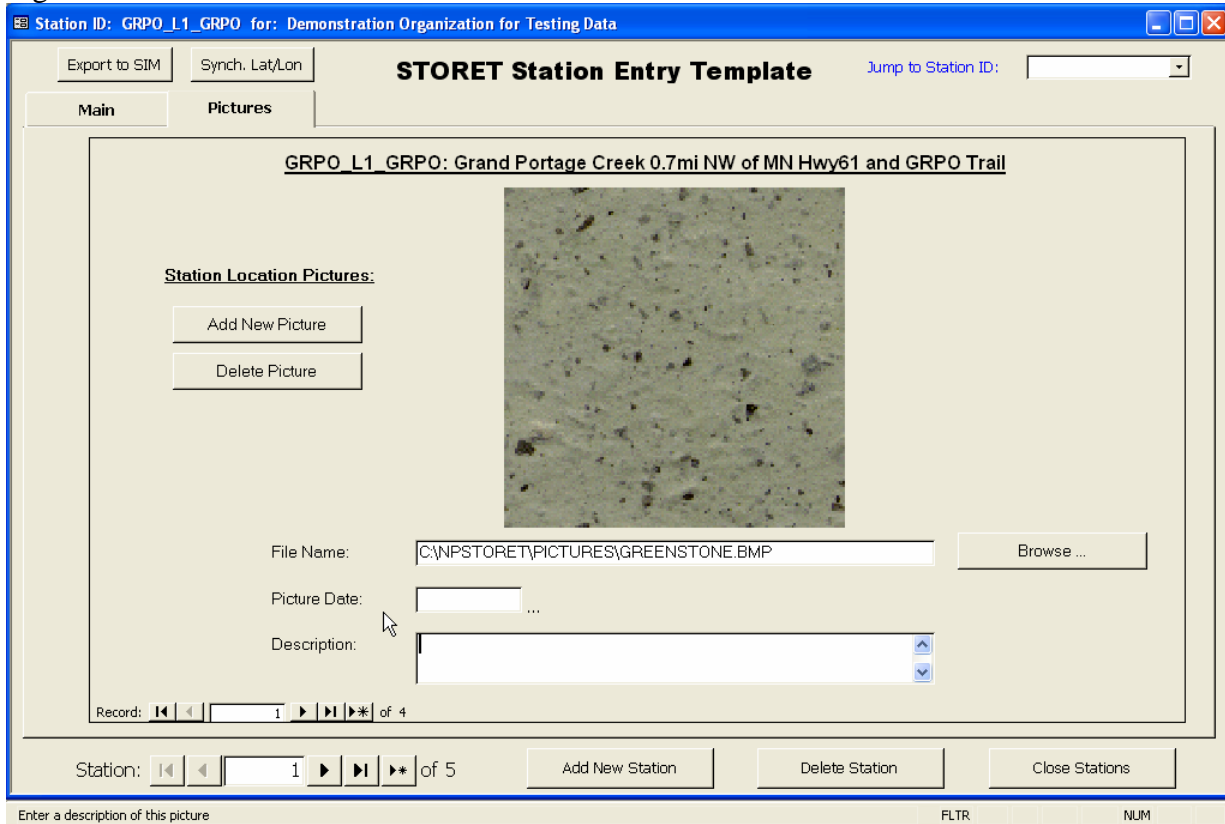 Station ID: GRPO_L1_GRPO for: Demonstration Organization for Testing Data
Export to SIM Synch. Lat/Lon STORET Station Entry Template Jump to Station ID:
Main Pictures
GRPO_L1_GRPO: Grand Portage Creek 0.7mi NW of MN Hwy61 and GRPO Trail
Station Location Pictures:
Add New Picture
Delete Picture
File Name: C:\NPSTORET\PICTURES\GREENSTONE.BMP Browse ...
Picture Date: ...
Description:
Record: 1 of 4
Station: 1 of 5 Add New Station Delete Station Close Stations
Enter a description of this picture FLTR NUM